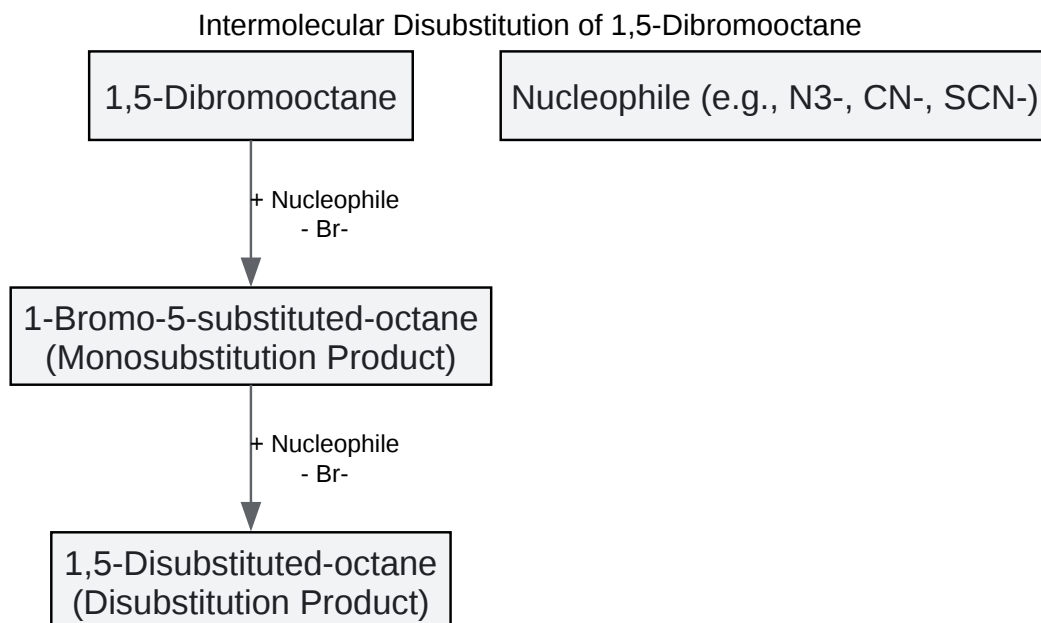 Intermolecular Disubstitution of 1,5-Dibromooctane
1,5-Dibromooctane
Nucleophile (e.g., N3-, CN-, SCN-)
+ Nucleophile
- Br-
1-Bromo-5-substituted-octane
(Monosubstitution Product)
+ Nucleophile
- Br-
1,5-Disubstituted-octane
(Disubstitution Product)